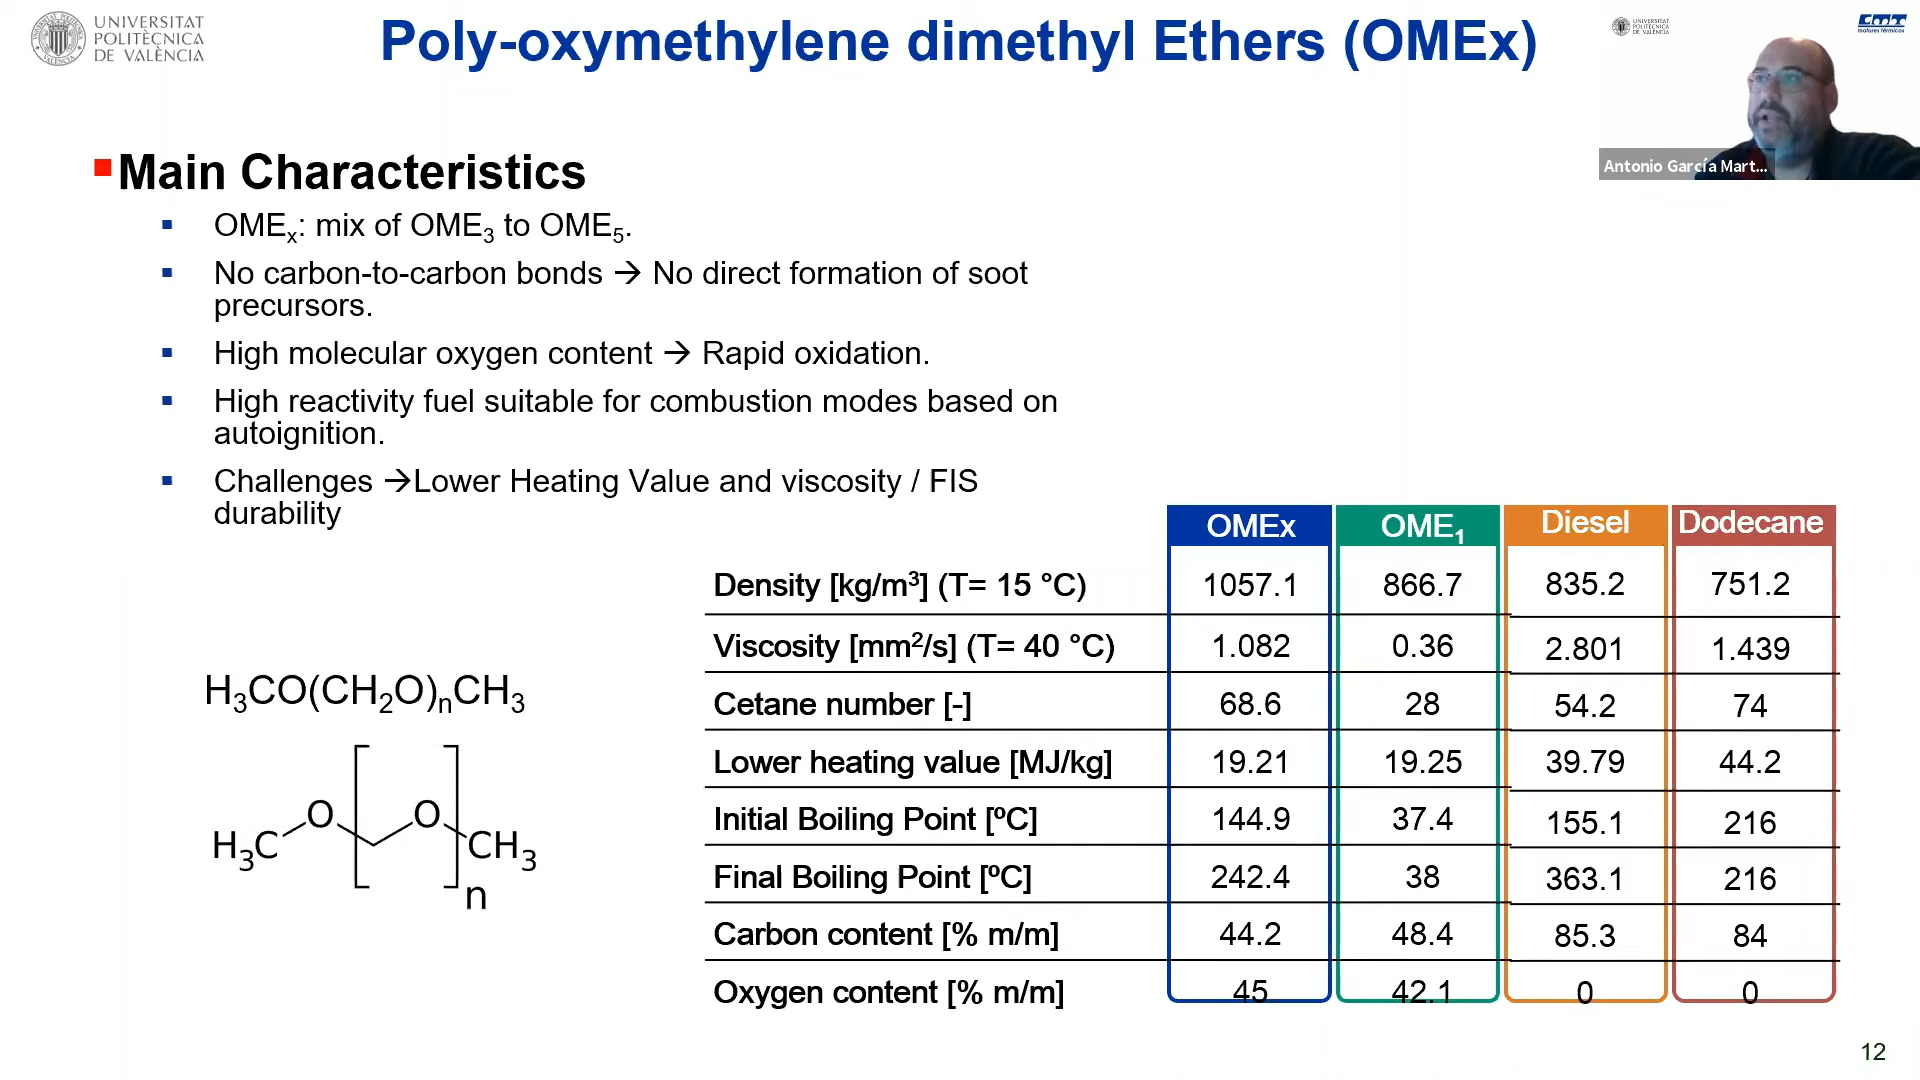 UNIVERSITAT
POLITÈCNICA
DE VALÈNCIA
Poly-oxymethylene dimethyl Ethers (OMEx)
UNIVERSITAT
POLITÈCNICA
DE VALÈNCIA
CMT
motores térmicos
Antonio García Mart...
Main Characteristics
OMEx: mix of OME3 to OME5.
No carbon-to-carbon bonds → No direct formation of soot
precursors.
High molecular oxygen content → Rapid oxidation.
High reactivity fuel suitable for combustion modes based on
autoignition.
Challenges →Lower Heating Value and viscosity / FIS
durability
H3CO(CH2O)nCH3
H3C O O CH3
n
OMEx OME1 Diesel Dodecane
Density [kg/m³] (T= 15 °C) 1057.1 866.7 835.2 751.2
Viscosity [mm²/s] (T= 40 °C) 1.082 0.36 2.801 1.439
Cetane number [-] 68.6 28 54.2 74
Lower heating value [MJ/kg] 19.21 19.25 39.79 44.2
Initial Boiling Point [ºC] 144.9 37.4 155.1 216
Final Boiling Point [ºC] 242.4 38 363.1 216
Carbon content [% m/m] 44.2 48.4 85.3 84
Oxygen content [% m/m] 45 42.1 0 0
12